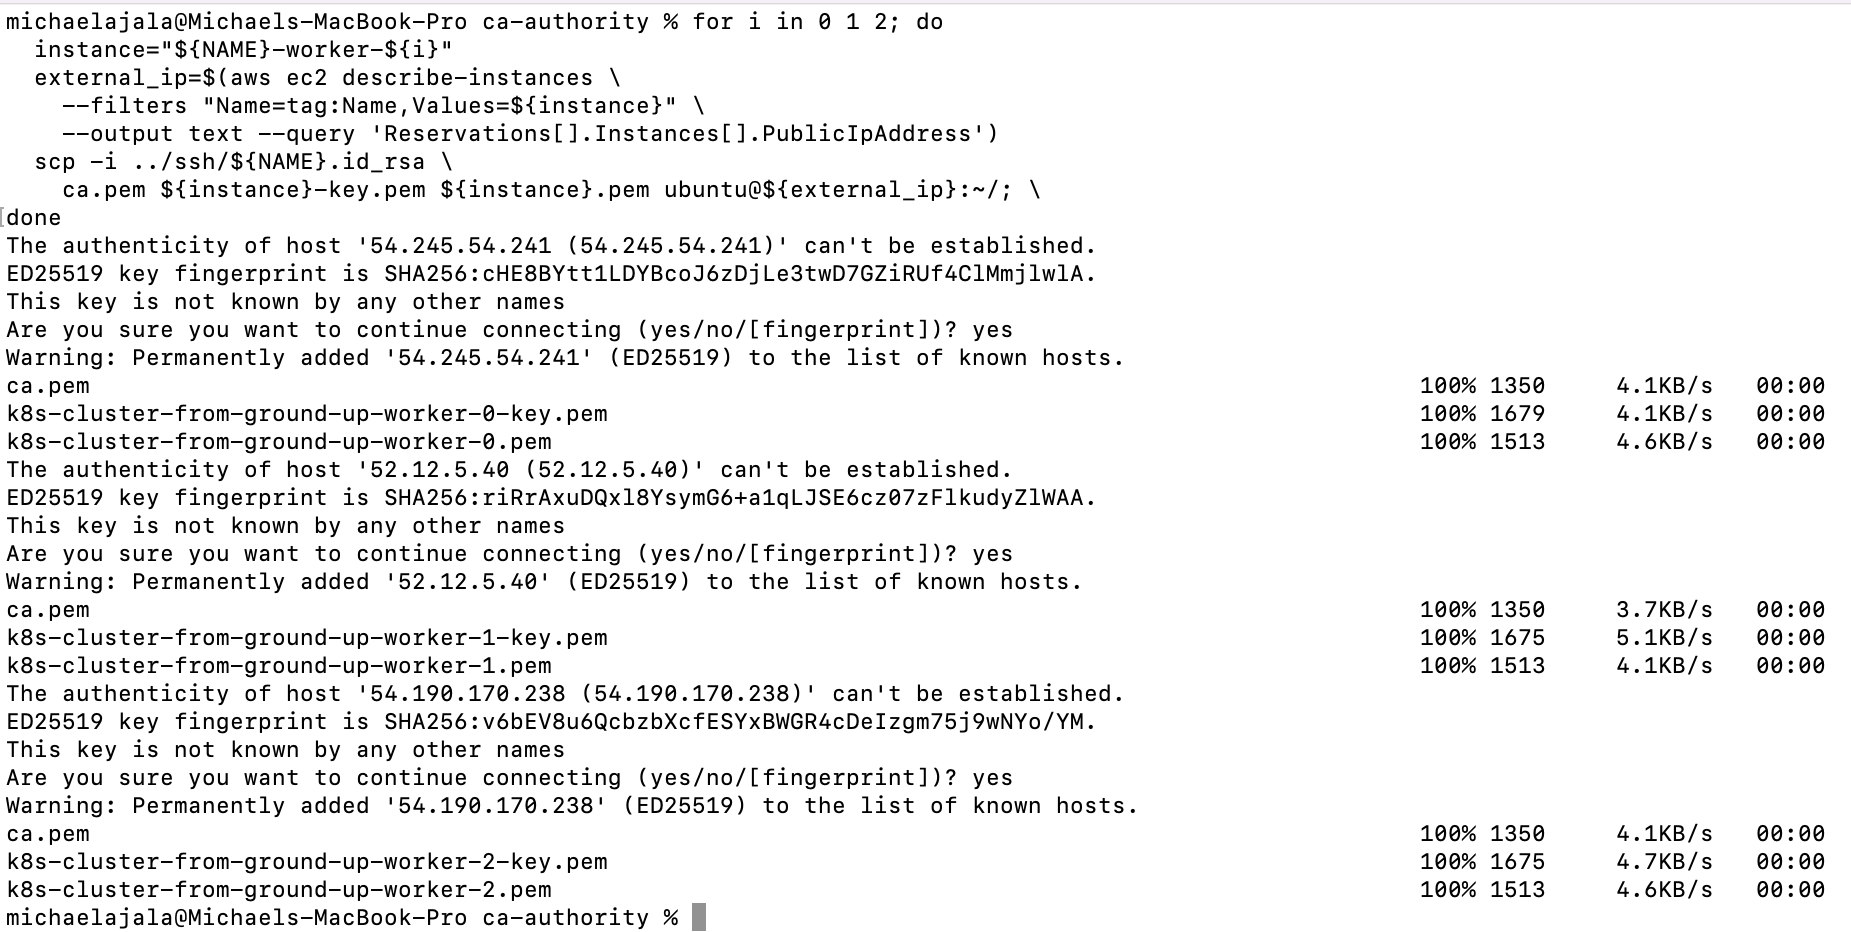 michaelajala@Michaels-MacBook-Pro ca-authority % for i in 0 1 2; do
  instance="${NAME}-worker-${i}"
  external_ip=$(aws ec2 describe-instances \
    --filters "Name=tag:Name,Values=${instance}" \
    --output text --query 'Reservations[].Instances[].PublicIpAddress')
  scp -i ../ssh/${NAME}.id_rsa \
    ca.pem ${instance}-key.pem ${instance}.pem ubuntu@${external_ip}:~/; \
done
The authenticity of host '54.245.54.241 (54.245.54.241)' can't be established.
ED25519 key fingerprint is SHA256:cHE8BYtt1LDYBcoJ6zDjLe3twD7GZiRUf4ClMmjlwlA.
This key is not known by any other names
Are you sure you want to continue connecting (yes/no/[fingerprint])? yes
Warning: Permanently added '54.245.54.241' (ED25519) to the list of known hosts.
ca.pem 100% 1350 4.1KB/s 00:00
k8s-cluster-from-ground-up-worker-0-key.pem 100% 1679 4.1KB/s 00:00
k8s-cluster-from-ground-up-worker-0.pem 100% 1513 4.6KB/s 00:00
The authenticity of host '52.12.5.40 (52.12.5.40)' can't be established.
ED25519 key fingerprint is SHA256:riRrAxuDQxl8YsymG6+a1qLJSE6cz07zFlkudyZlWAA.
This key is not known by any other names
Are you sure you want to continue connecting (yes/no/[fingerprint])? yes
Warning: Permanently added '52.12.5.40' (ED25519) to the list of known hosts.
ca.pem 100% 1350 3.7KB/s 00:00
k8s-cluster-from-ground-up-worker-1-key.pem 100% 1675 5.1KB/s 00:00
k8s-cluster-from-ground-up-worker-1.pem 100% 1513 4.1KB/s 00:00
The authenticity of host '54.190.170.238 (54.190.170.238)' can't be established.
ED25519 key fingerprint is SHA256:v6bEV8u6QcbzbXcfESYxBWGR4cDeIzgm75j9wNYo/YM.
This key is not known by any other names
Are you sure you want to continue connecting (yes/no/[fingerprint])? yes
Warning: Permanently added '54.190.170.238' (ED25519) to the list of known hosts.
ca.pem 100% 1350 4.1KB/s 00:00
k8s-cluster-from-ground-up-worker-2-key.pem 100% 1675 4.7KB/s 00:00
k8s-cluster-from-ground-up-worker-2.pem 100% 1513 4.6KB/s 00:00
michaelajala@Michaels-MacBook-Pro ca-authority %